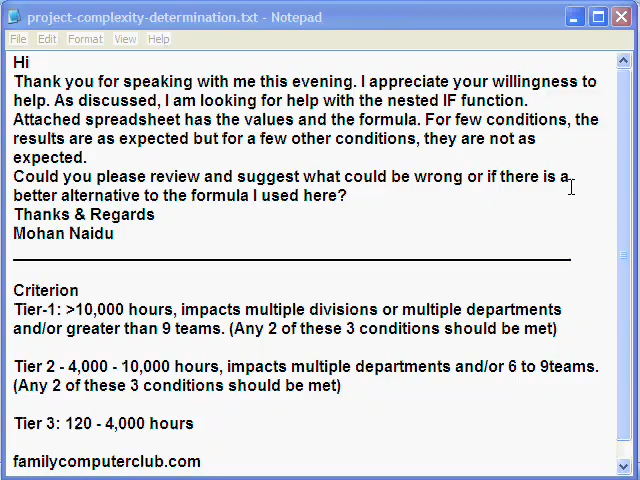 project-complexity-determination.txt - Notepad
File Edit Format View Help
Hi
Thank you for speaking with me this evening. I appreciate your willingness to
help. As discussed, I am looking for help with the nested IF function.
Attached spreadsheet has the values and the formula. For few conditions, the
results are as expected but for a few other conditions, they are not as
expected.
Could you please review and suggest what could be wrong or if there is a
better alternative to the formula I used here?
Thanks & Regards
Mohan Naidu
Criterion
Tier-1: >10,000 hours, impacts multiple divisions or multiple departments
and/or greater than 9 teams. (Any 2 of these 3 conditions should be met)
Tier 2 - 4,000 - 10,000 hours, impacts multiple departments and/or 6 to 9teams.
(Any 2 of these 3 conditions should be met)
Tier 3: 120 - 4,000 hours
familycomputerclub.com